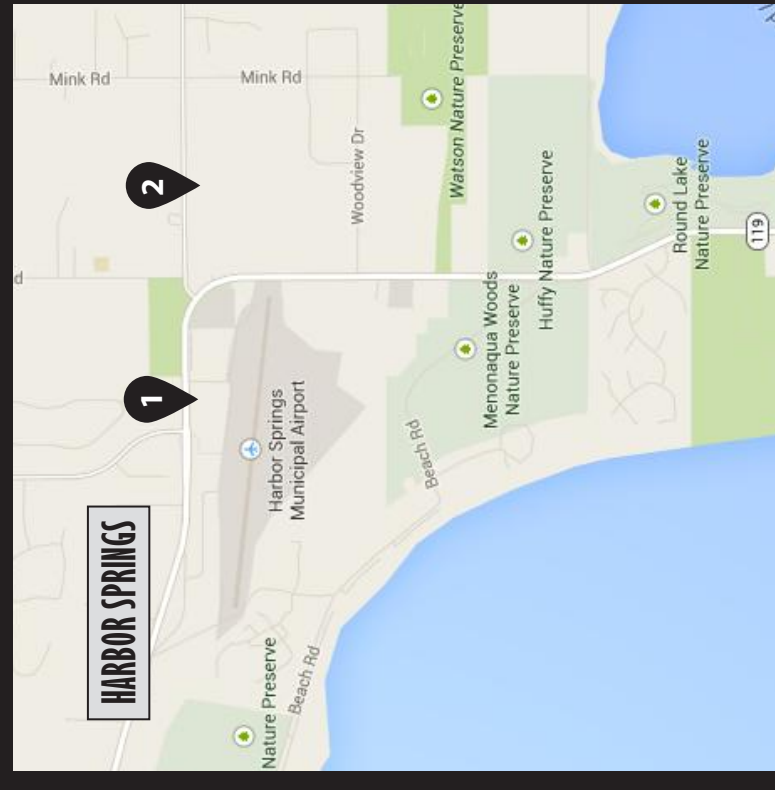 Mink Rd
Mink Rd
2
Woodview Dr
Watson Nature Preserve
d
1
Harbor Springs
Municipal Airport
Menonaqua Woods
Nature Preserve
Huffy Nature Preserve
Round Lake
Nature Preserve
119
HARBOR SPRINGS
Beach Rd
Beach Rd
Nature Preserve